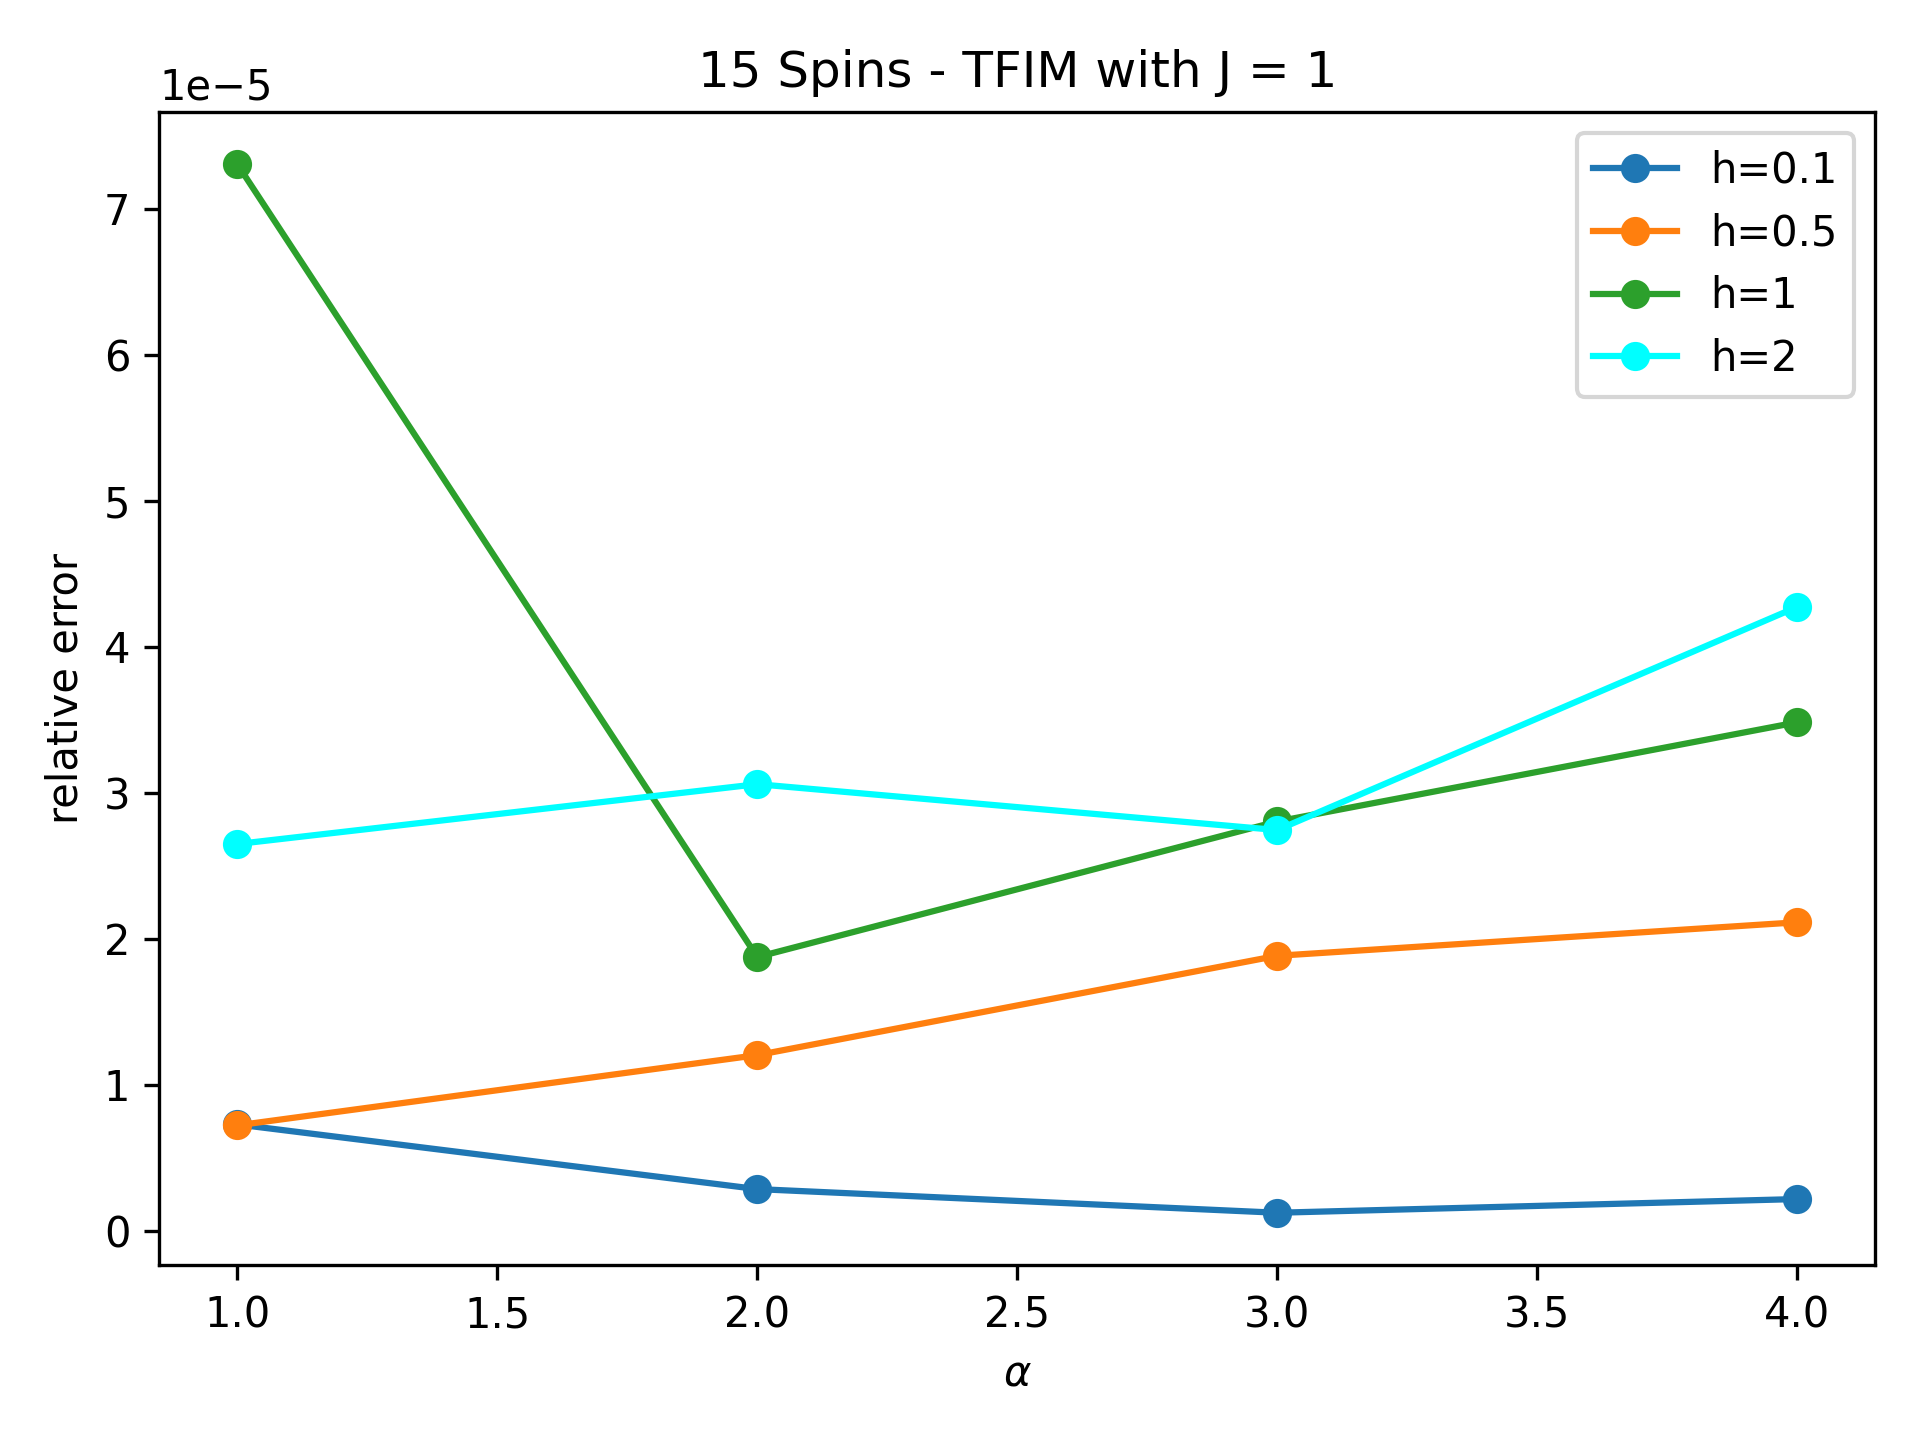 15 Spins - TFIM with J = 1
1e−5
7
6
5
4
3
2
1
0
relative error
h=0.1
h=0.5
h=1
h=2
1.0 1.5 2.0 2.5 3.0 3.5 4.0
α